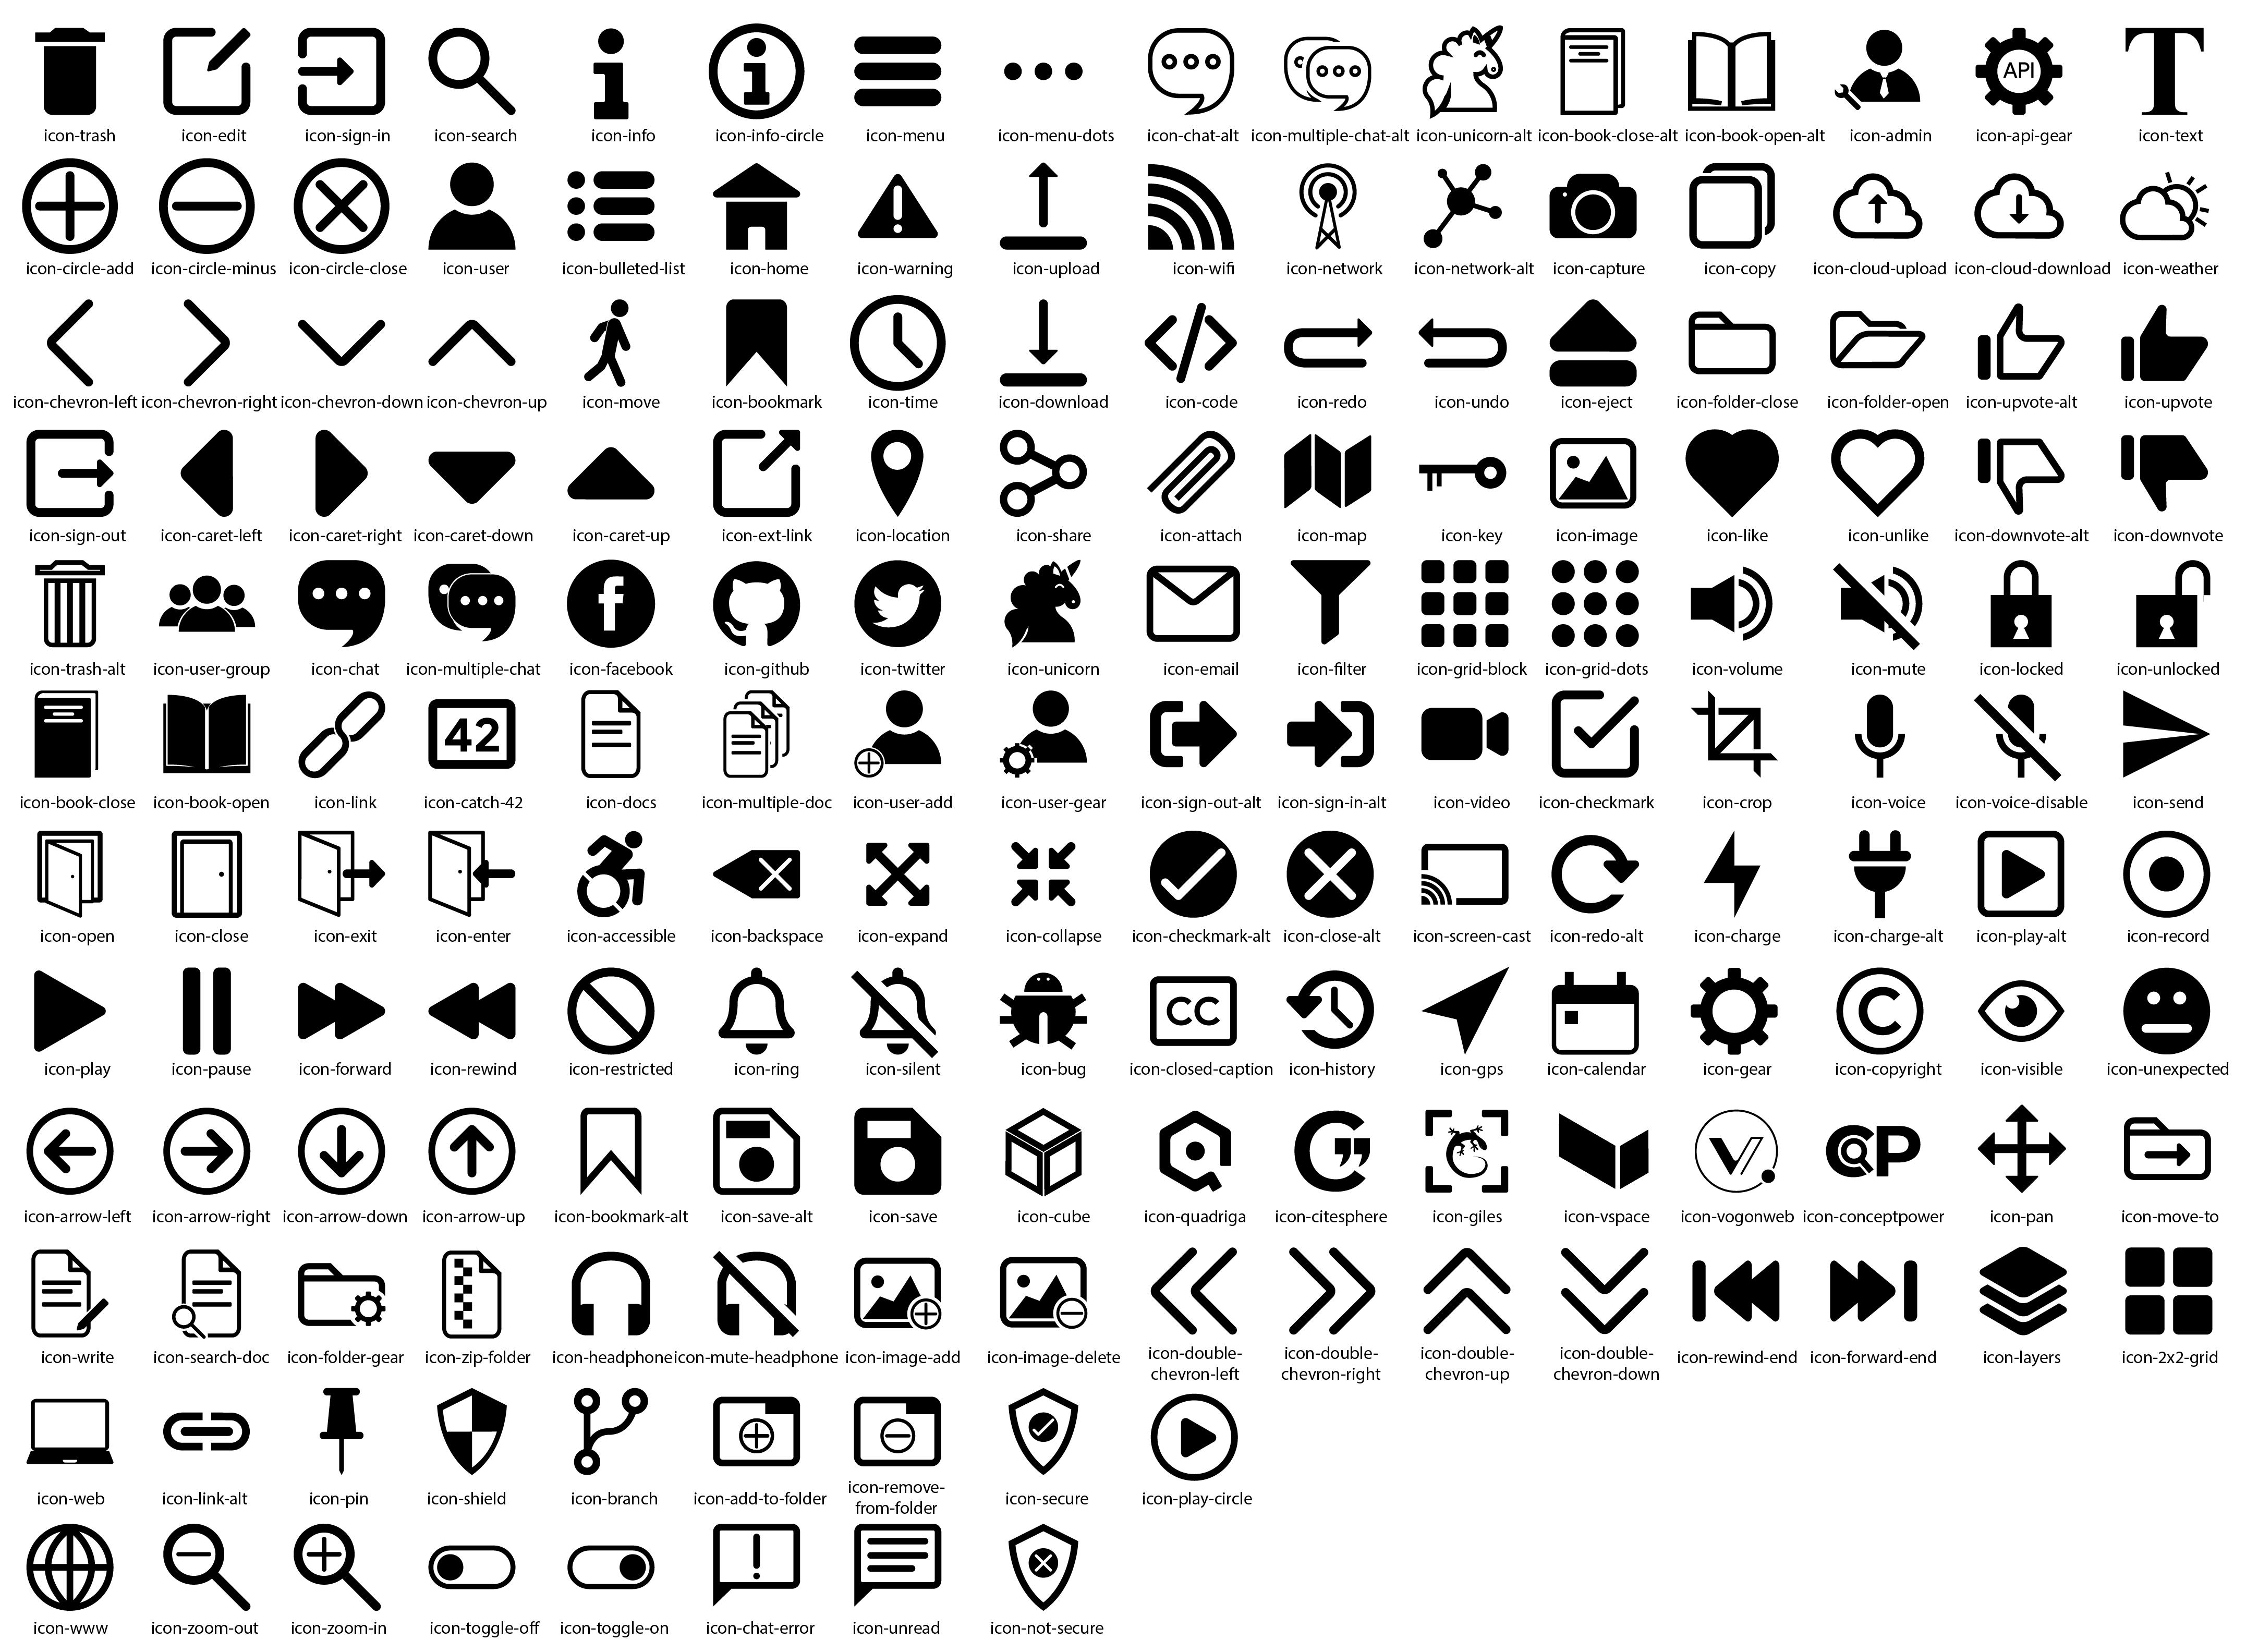 API
T
icon-trash icon-edit icon-sign-in icon-search icon-info icon-info-circle icon-menu icon-menu-dots icon-chat-alt icon-multiple-chat-alt icon-unicorn-alt icon-book-close-alt icon-book-open-alt icon-admin icon-api-gear icon-text
icon-circle-add icon-circle-minus icon-circle-close icon-user icon-bulleted-list icon-home icon-warning icon-upload icon-wifi icon-network icon-network-alt icon-capture icon-copy icon-cloud-upload icon-cloud-download icon-weather
icon-chevron-left icon-chevron-right icon-chevron-down icon-chevron-up icon-move icon-bookmark icon-time icon-download icon-code icon-redo icon-undo icon-eject icon-folder-close icon-folder-open icon-upvote-alt icon-upvote
icon-sign-out icon-caret-left icon-caret-right icon-caret-down icon-caret-up icon-ext-link icon-location icon-share icon-attach icon-map icon-key icon-image icon-like icon-unlike icon-downvote-alt icon-downvote
icon-trash-alt icon-user-group icon-chat icon-multiple-chat icon-facebook icon-github icon-twitter icon-unicorn icon-email icon-filter icon-grid-block icon-grid-dots icon-volume icon-mute icon-locked icon-unlocked
42
icon-book-close icon-book-open icon-link icon-catch-42 icon-docs icon-multiple-doc icon-user-add icon-user-gear icon-sign-out-alt icon-sign-in-alt icon-video icon-checkmark icon-crop icon-voice icon-voice-disable icon-send
icon-open icon-close icon-exit icon-enter icon-accessible icon-backspace icon-expand icon-collapse icon-checkmark-alt icon-close-alt icon-screen-cast icon-redo-alt icon-charge icon-charge-alt icon-play-alt icon-record
CC C
icon-play icon-pause icon-forward icon-rewind icon-restricted icon-ring icon-silent icon-bug icon-closed-caption icon-history icon-gps icon-calendar icon-gear icon-copyright icon-visible icon-unexpected
CP
icon-arrow-left icon-arrow-right icon-arrow-down icon-arrow-up icon-bookmark-alt icon-save-alt icon-save icon-cube icon-quadriga icon-citesphere icon-giles icon-vspace icon-vogonweb icon-conceptpower icon-pan icon-move-to
icon-write icon-search-doc icon-folder-gear icon-zip-folder icon-headphone icon-mute-headphone icon-image-add icon-image-delete icon-double- icon-double- icon-double- icon-double- icon-rewind-end icon-forward-end icon-layers icon-2x2-grid
chevron-left chevron-right chevron-up chevron-down
icon-web icon-link-alt icon-pin icon-shield icon-branch icon-add-to-folder icon-remove- icon-secure icon-play-circle
from-folder
icon-www icon-zoom-out icon-zoom-in icon-toggle-off icon-toggle-on icon-chat-error icon-unread icon-not-secure